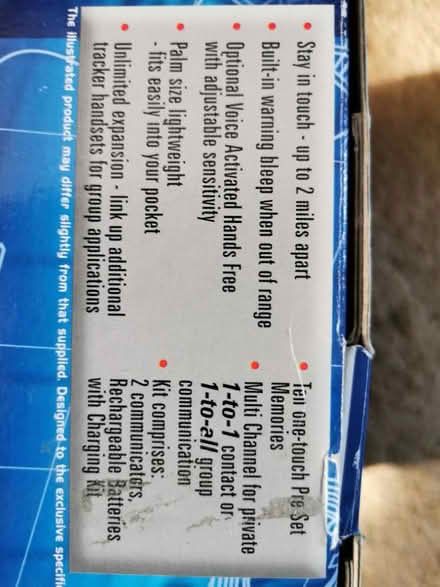 Stay in touch - up to 2 miles apart
Built-in warning bleep when out of range
Optional Voice Activated Hands Free
with adjustable sensitivity
Palm size lightweight
- fits easily into your pocket
Unlimited expansion - link up additional
tracker handsets for group applications
Ten one-touch Pre Set
Memories
Multi Channel for private
1-to-1 contact or
1-to-all group
communication
Kit comprises:
2 communicators,
Rechargeable Batteries
with Charging Kit
The illustrated product may differ slightly from that supplied. Designed to the exclusive